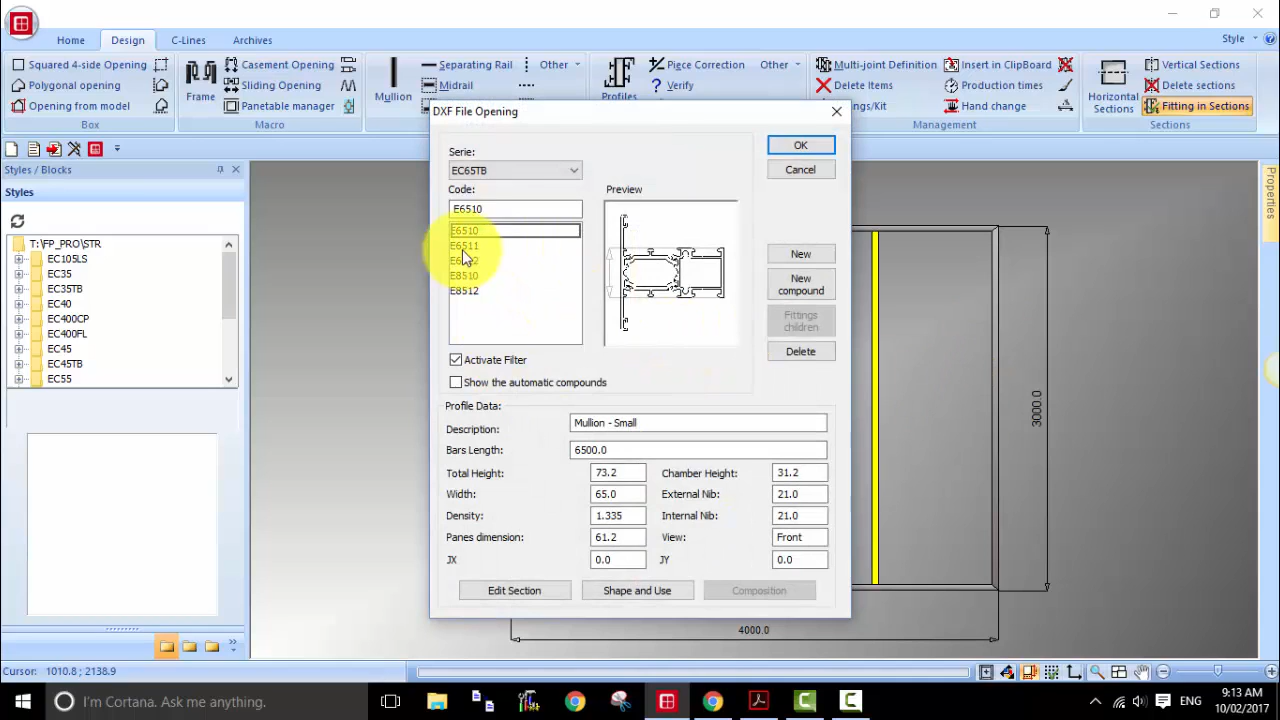 Home
Design
C-Lines
Archives
Style
Squared 4-side Opening
Polygonal opening
Opening from model
Box
Frame
Casement Opening
Sliding Opening
Panetable manager
Macro
Mullion
Separating Rail
Midrail
Other
Profiles
Piece Correction
Verify
Other
Multi-joint Definition
Delete Items
Fittings/Kit
Insert in ClipBoard
Production times
Hand change
Management
Horizontal
Sections
Vertical Sections
Delete sections
Fitting in Sections
Sections
Styles / Blocks
Styles
T:\FP_PRO\STR
EC105LS
EC35
EC35TB
EC40
EC400CP
EC400FL
EC45
EC45TB
EC55
DXF File Opening
Serie:
EC65TB
Code:
E6510
E6510
E6511
E8510
E8512
Preview
OK
Cancel
New
New
compound
Fittings
children
Delete
Activate Filter
Show the automatic compounds
Profile Data:
Description: Mullion - Small
Bars Length: 6500.0
Total Height: 73.2 Chamber Height: 31.2
Width: 65.0 External Nib: 21.0
Density: 1.335 Internal Nib: 21.0
Panes dimension: 61.2 View: Front
JX 0.0 JY 0.0
Edit Section
Shape and Use
Composition
3000.0
4000.0
Properties
Cursor: 1010.8 ; 2138.9
I'm Cortana. Ask me anything.
ENG
9:13 AM
10/02/2017